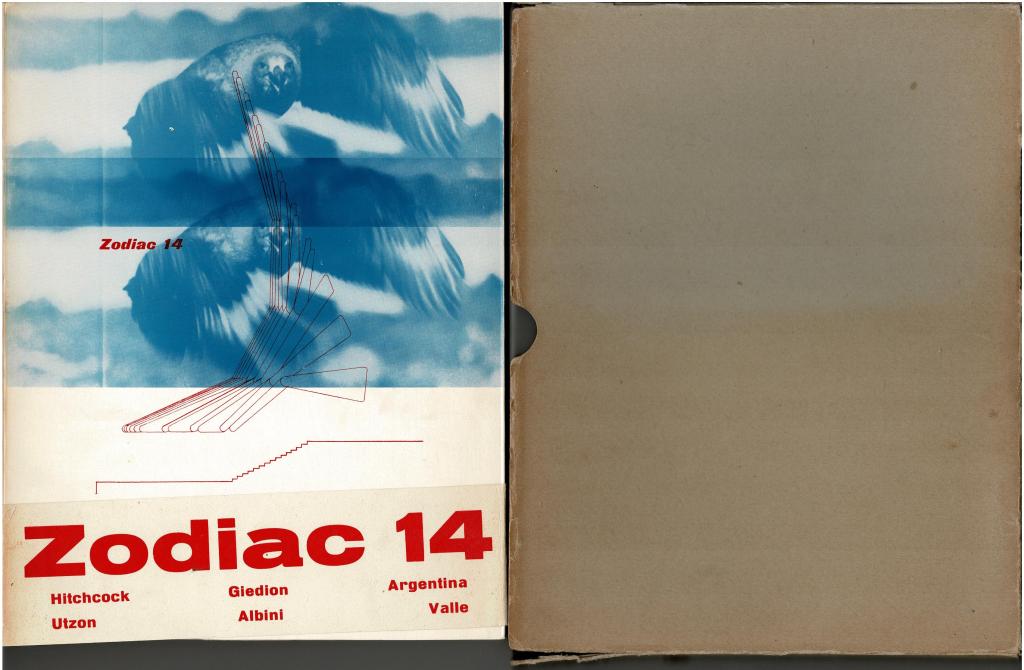 Zodiac 14
Zodiac 14
Hitchcock Giedion Argentina
Utzon Albini Valle